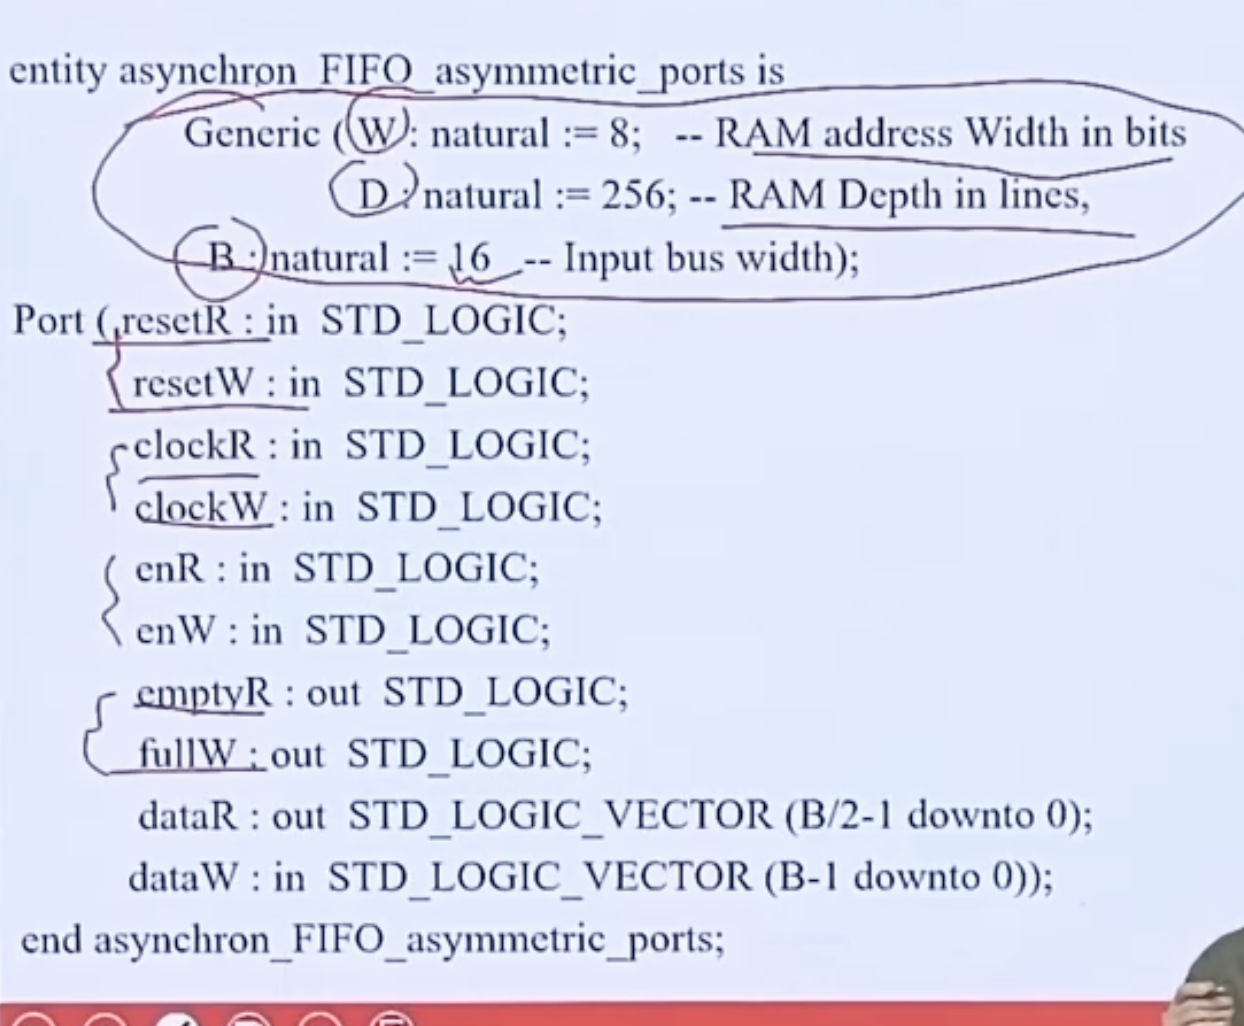 entity asynchron_FIFO_asymmetric_ports is
Generic (W: natural := 8; -- RAM address Width in bits
D : natural := 256; -- RAM Depth in lines,
B : natural := 16 -- Input bus width);
Port ( resetR : in STD_LOGIC;
resetW : in STD_LOGIC;
clockR : in STD_LOGIC;
clockW : in STD_LOGIC;
enR : in STD_LOGIC;
enW : in STD_LOGIC;
emptyR : out STD_LOGIC;
fullW : out STD_LOGIC;
dataR : out STD_LOGIC_VECTOR (B/2-1 downto 0);
dataW : in STD_LOGIC_VECTOR (B-1 downto 0));
end asynchron_FIFO_asymmetric_ports;